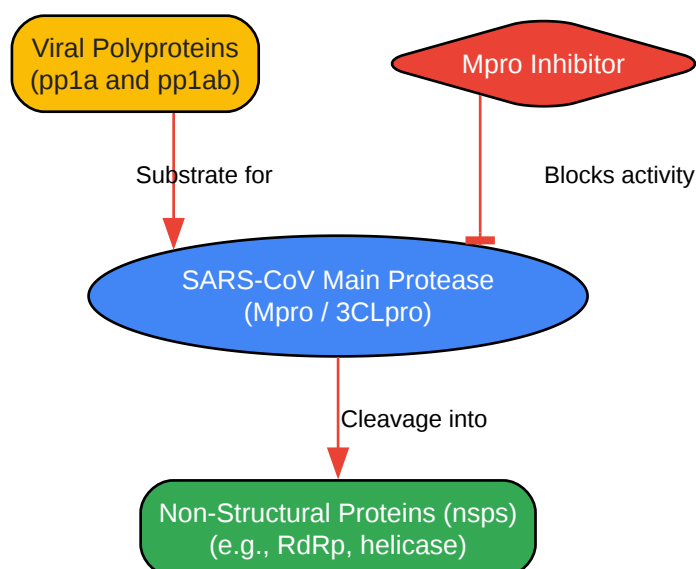 Viral Polyproteins
(pp1a and pp1ab)
Mpro Inhibitor
Substrate for
Blocks activity
SARS-CoV Main Protease
(Mpro / 3CLpro)
Cleavage into
Non-Structural Proteins (nsps)
(e.g., RdRp, helicase)